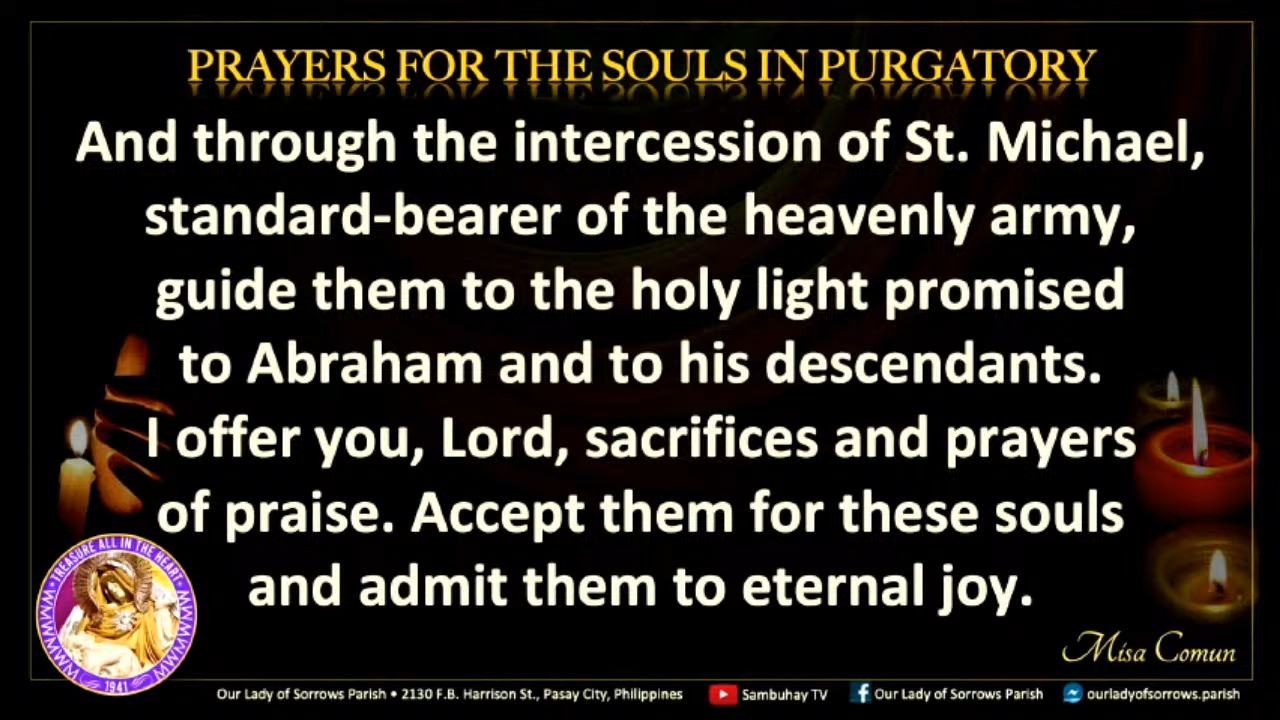 PRAYERS FOR THE SOULS IN PURGATORY
And through the intercession of St. Michael,
standard-bearer of the heavenly army,
guide them to the holy light promised
to Abraham and to his descendants.
I offer you, Lord, sacrifices and prayers
of praise. Accept them for these souls
and admit them to eternal joy.
TREASURE ALL IN THE HEART
1941
Misa Comun
Our Lady of Sorrows Parish • 2130 F.B. Harrison St., Pasay City, Philippines Sambuhay TV Our Lady of Sorrows Parish ourladyofsorrows.parish